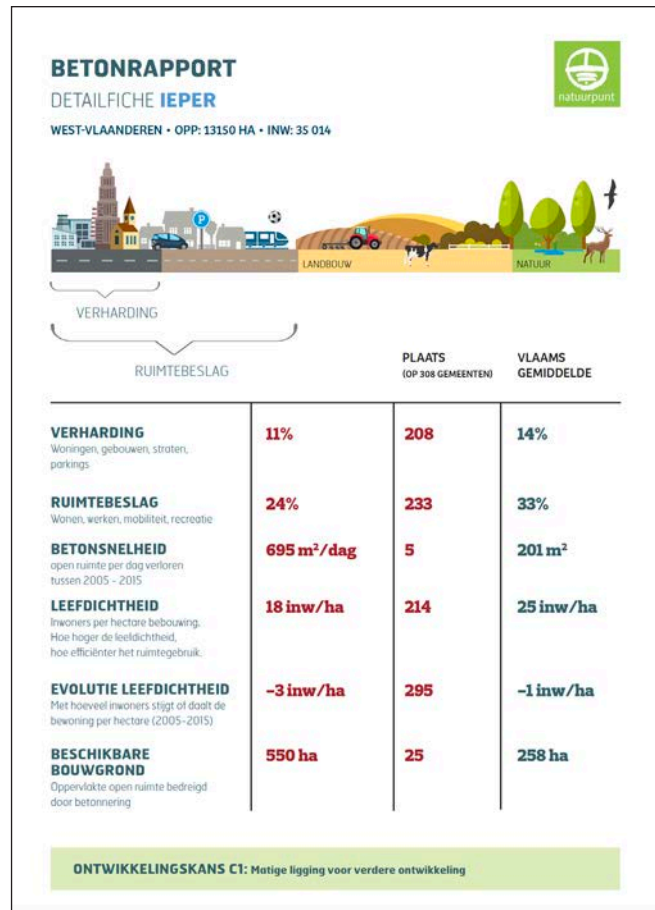 BETONRAPPORT
natuurpunt
DETAILFICHE IEPER
WEST-VLAANDEREN • OPP: 13150 HA • INW: 35 014
P
LANDBOUW
NATUUR
VERHARDING
RUIMTEBESLAG
PLAATS
(OP 308 GEMEENTEN)
VLAAMS
GEMIDDELDE
VERHARDING
Woningen, gebouwen, straten,
parkings
11%
208
14%
RUIMTEBESLAG
Wonen, werken, mobiliteit, recreatie
24%
233
33%
BETONSNELHEID
open ruimte per dag verloren
tussen 2005 - 2015
695 m²/dag
5
201 m²
LEEFDICHTHEID
Inwoners per hectare bebouwing.
Hoe hoger de leefdichtheid,
hoe efficiënter het ruimtegebruik.
18 inw/ha
214
25 inw/ha
EVOLUTIE LEEFDICHTHEID
Met hoeveel inwoners stijgt of daalt de
bewoning per hectare (2005-2015)
-3 inw/ha
295
-1 inw/ha
BESCHIKBARE
BOUWGROND
Oppervlakte open ruimte bedreigd
door betonnering
550 ha
25
258 ha
ONTWIKKELINGSKANS C1: Matige ligging voor verdere ontwikkeling